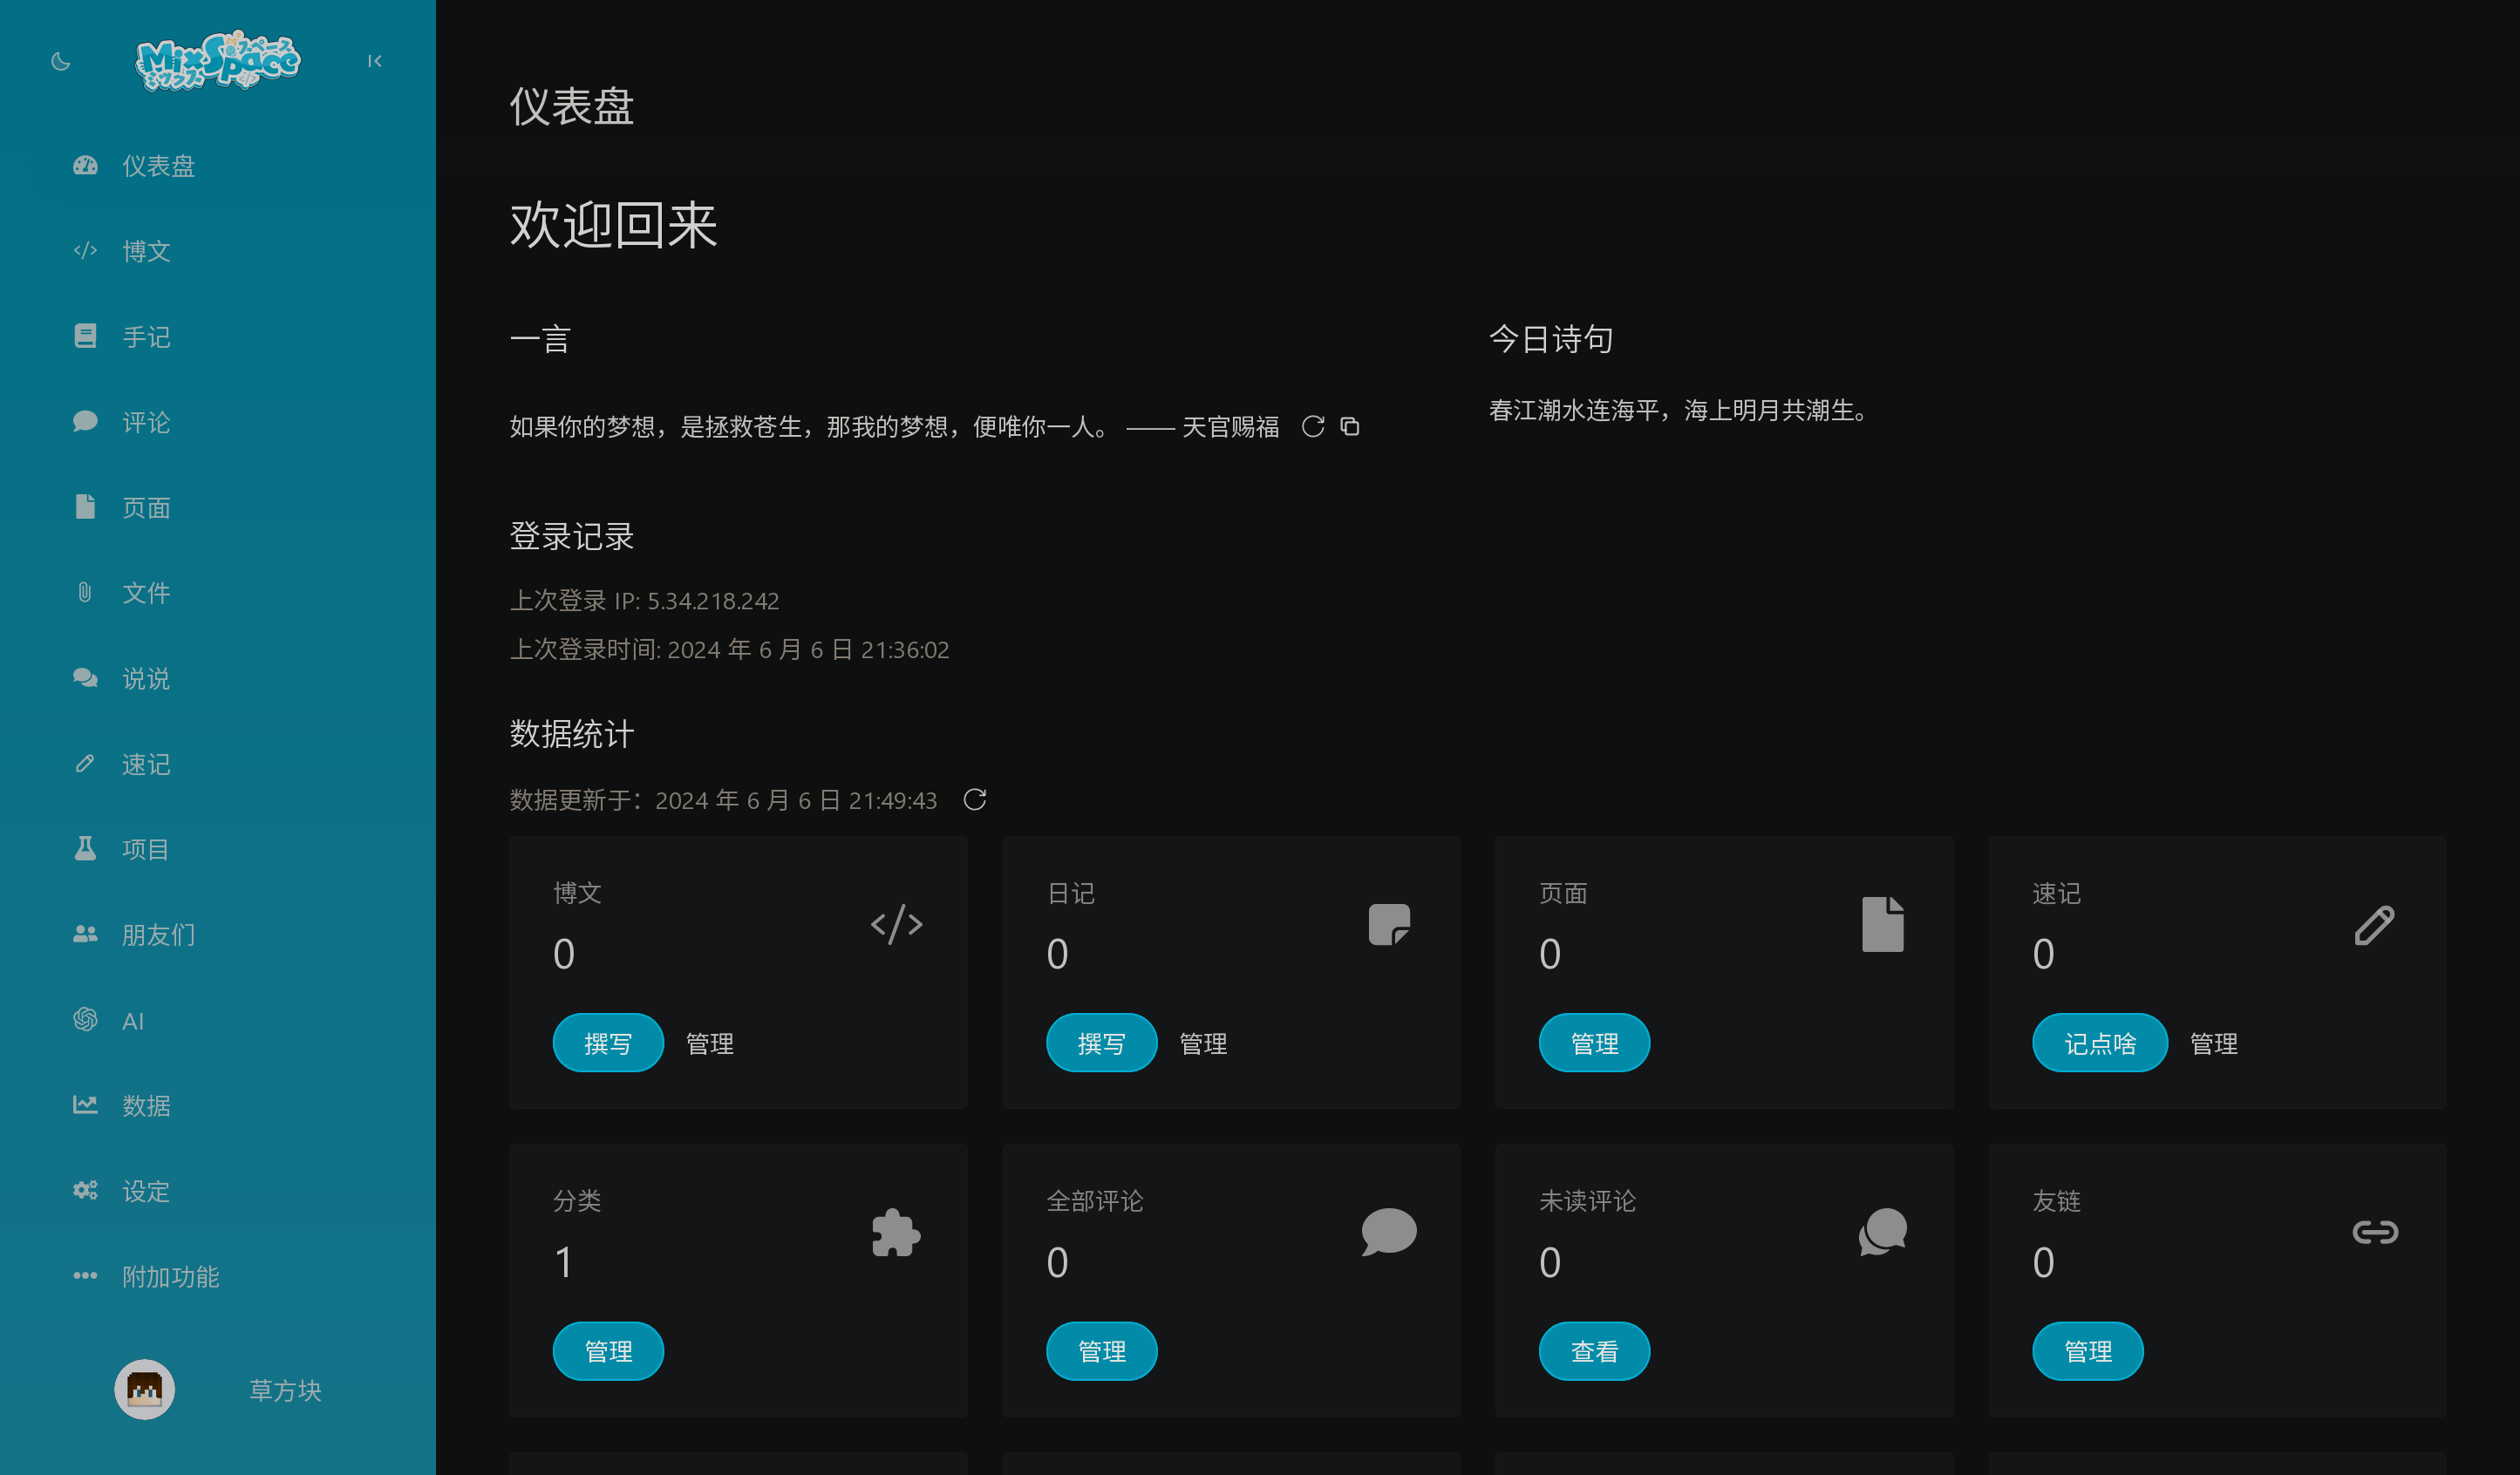 MixSpace
スペース
ミックス
仪表盘
博文
手记
评论
页面
文件
说说
速记
项目
朋友们
AI
数据
设定
附加功能
草方块
仪表盘
欢迎回来
一言
如果你的梦想，是拯救苍生，那我的梦想，便唯你一人。 —— 天官赐福
今日诗句
春江潮水连海平，海上明月共潮生。
登录记录
上次登录 IP: 5.34.218.242
上次登录时间: 2024 年 6 月 6 日 21:36:02
数据统计
数据更新于：2024 年 6 月 6 日 21:49:43
博文
0
撰写 管理
日记
0
撰写 管理
页面
0
管理
速记
0
记点啥 管理
分类
1
管理
全部评论
0
管理
未读评论
0
查看
友链
0
管理